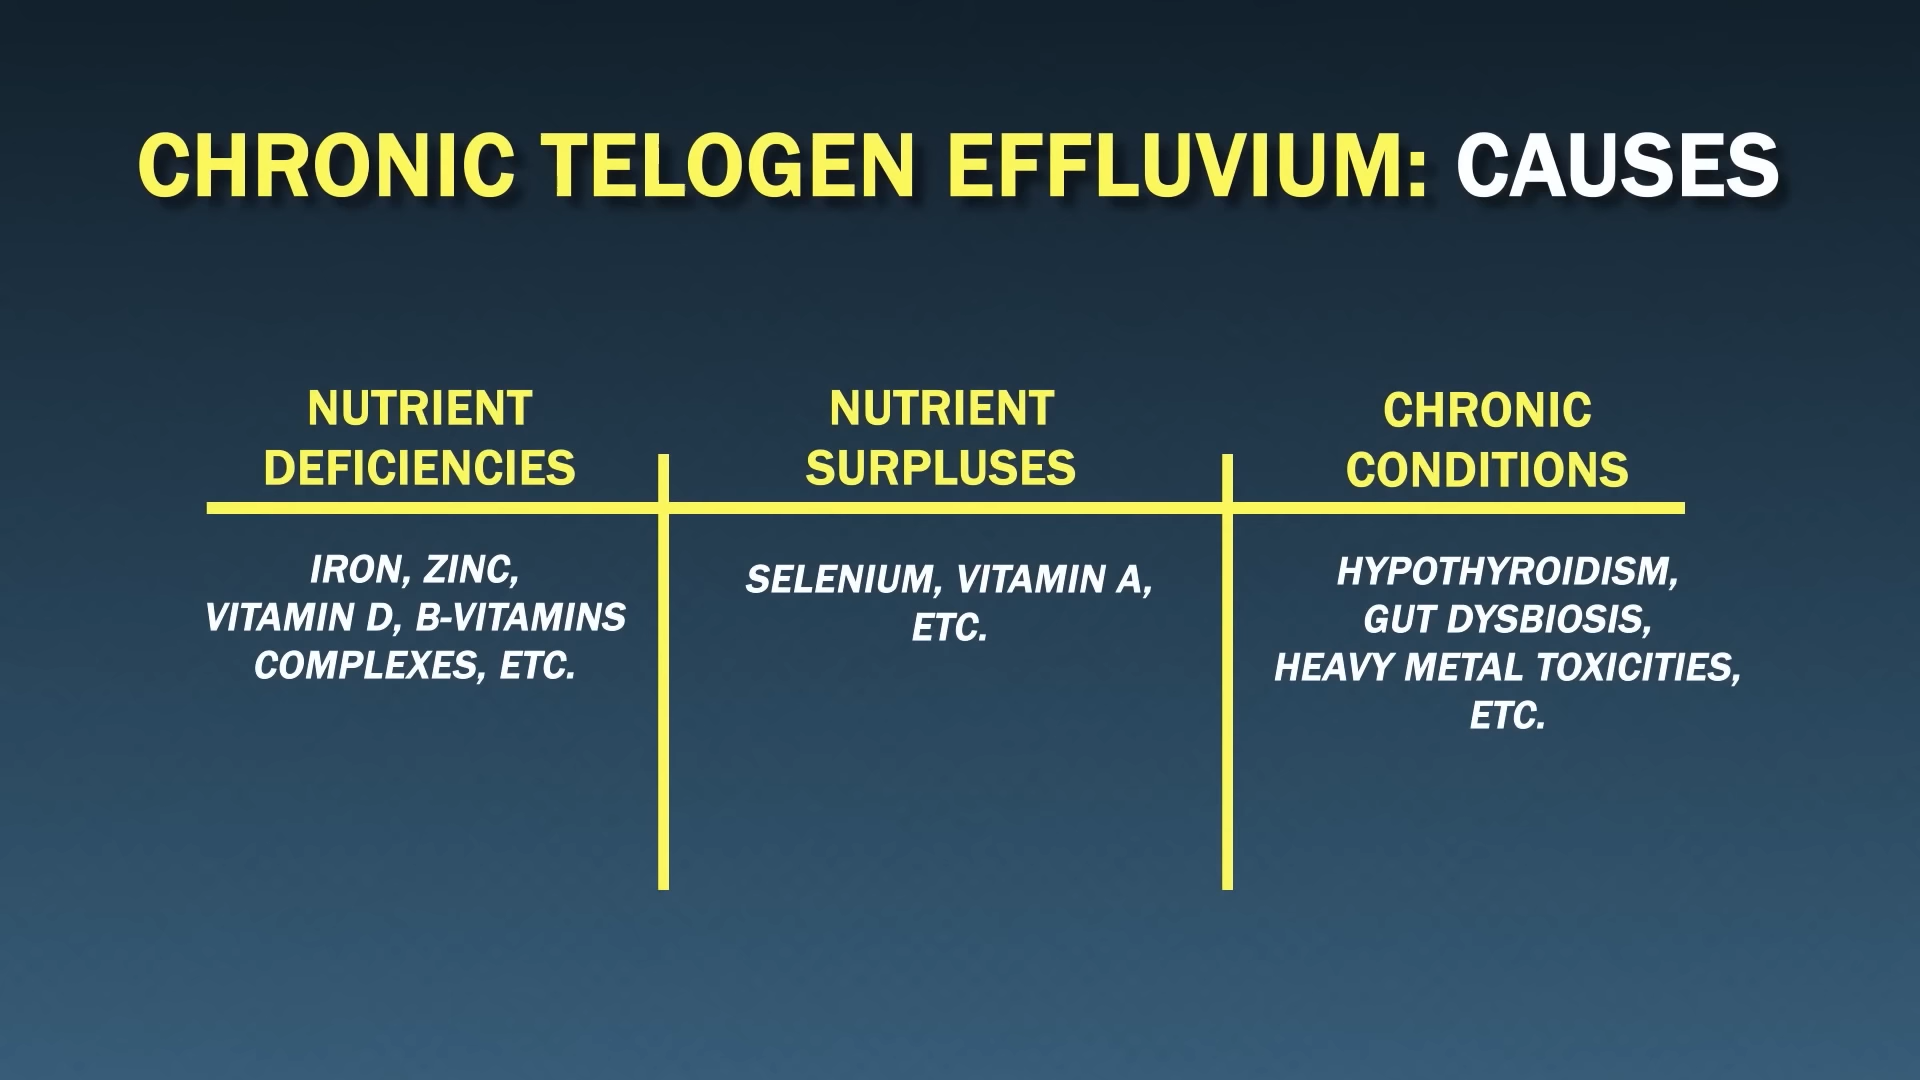 CHRONIC TELOGEN EFFLUVIUM: CAUSES
NUTRIENT
DEFICIENCIES
IRON, ZINC,
VITAMIN D, B-VITAMINS
COMPLEXES, ETC.
NUTRIENT
SURPLUSES
SELENIUM, VITAMIN A,
ETC.
CHRONIC
CONDITIONS
HYPOTHYROIDISM,
GUT DYSBIOSIS,
HEAVY METAL TOXICITIES,
ETC.